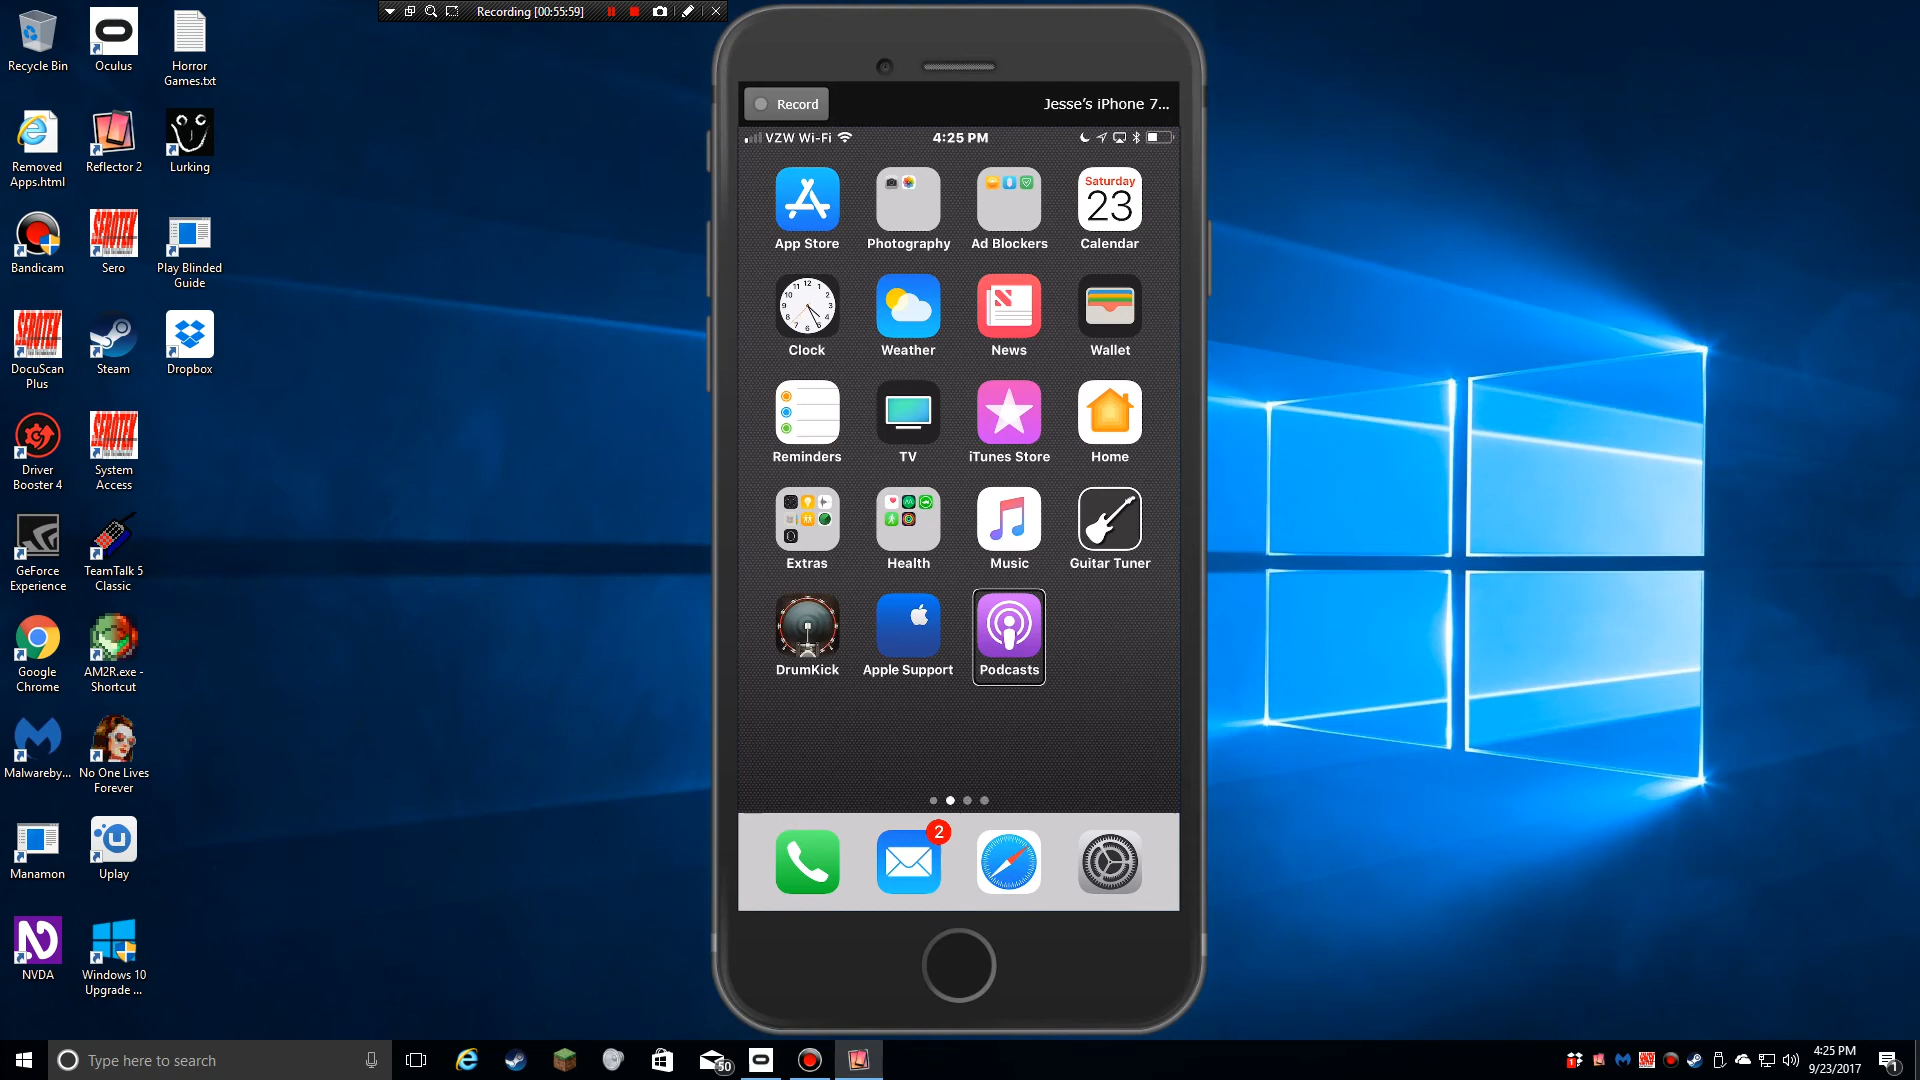 Recording [00:55:59]
Recycle Bin
Oculus
Horror
Games.txt
Removed
Apps.html
Reflector 2
Lurking
Bandicam
SEROTEK
Sero
Play Blinded
Guide
SEROTEK
DocuScan
Plus
Steam
Dropbox
Driver
Booster 4
SEROTEK
System
Access
GeForce
Experience
TeamTalk 5
Classic
Google
Chrome
AM2R.exe -
Shortcut
Malwareby...
No One Lives
Forever
Manamon
Uplay
NVDA
Windows 10
Upgrade ...
Record
Jesse’s iPhone 7...
VZW Wi-Fi
4:25 PM
App Store
Photography
Ad Blockers
Saturday
23
Calendar
Clock
Weather
News
Wallet
Reminders
TV
iTunes Store
Home
Extras
Health
Music
Guitar Tuner
DrumKick
Apple Support
Podcasts
2
Type here to search
50
4:25 PM
9/23/2017
1